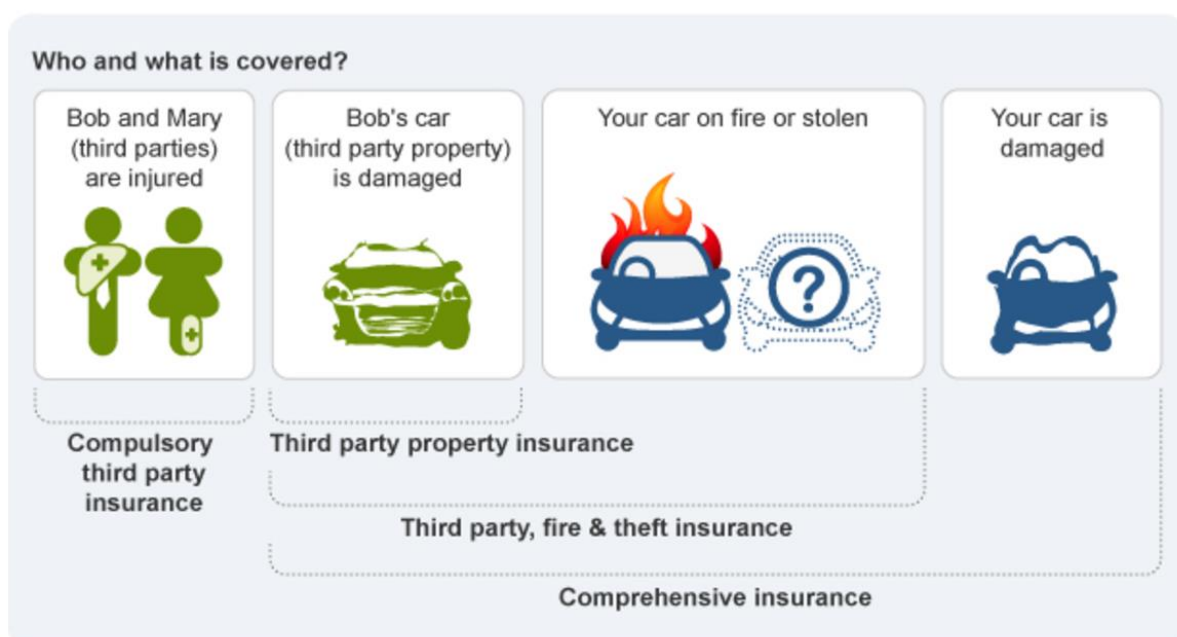 Who and what is covered?
Bob and Mary
(third parties)
are injured
Bob's car
(third party property)
is damaged
Your car on fire or stolen
?
Your car is
damaged
Compulsory
third party
insurance
Third party property insurance
Third party, fire & theft insurance
Comprehensive insurance